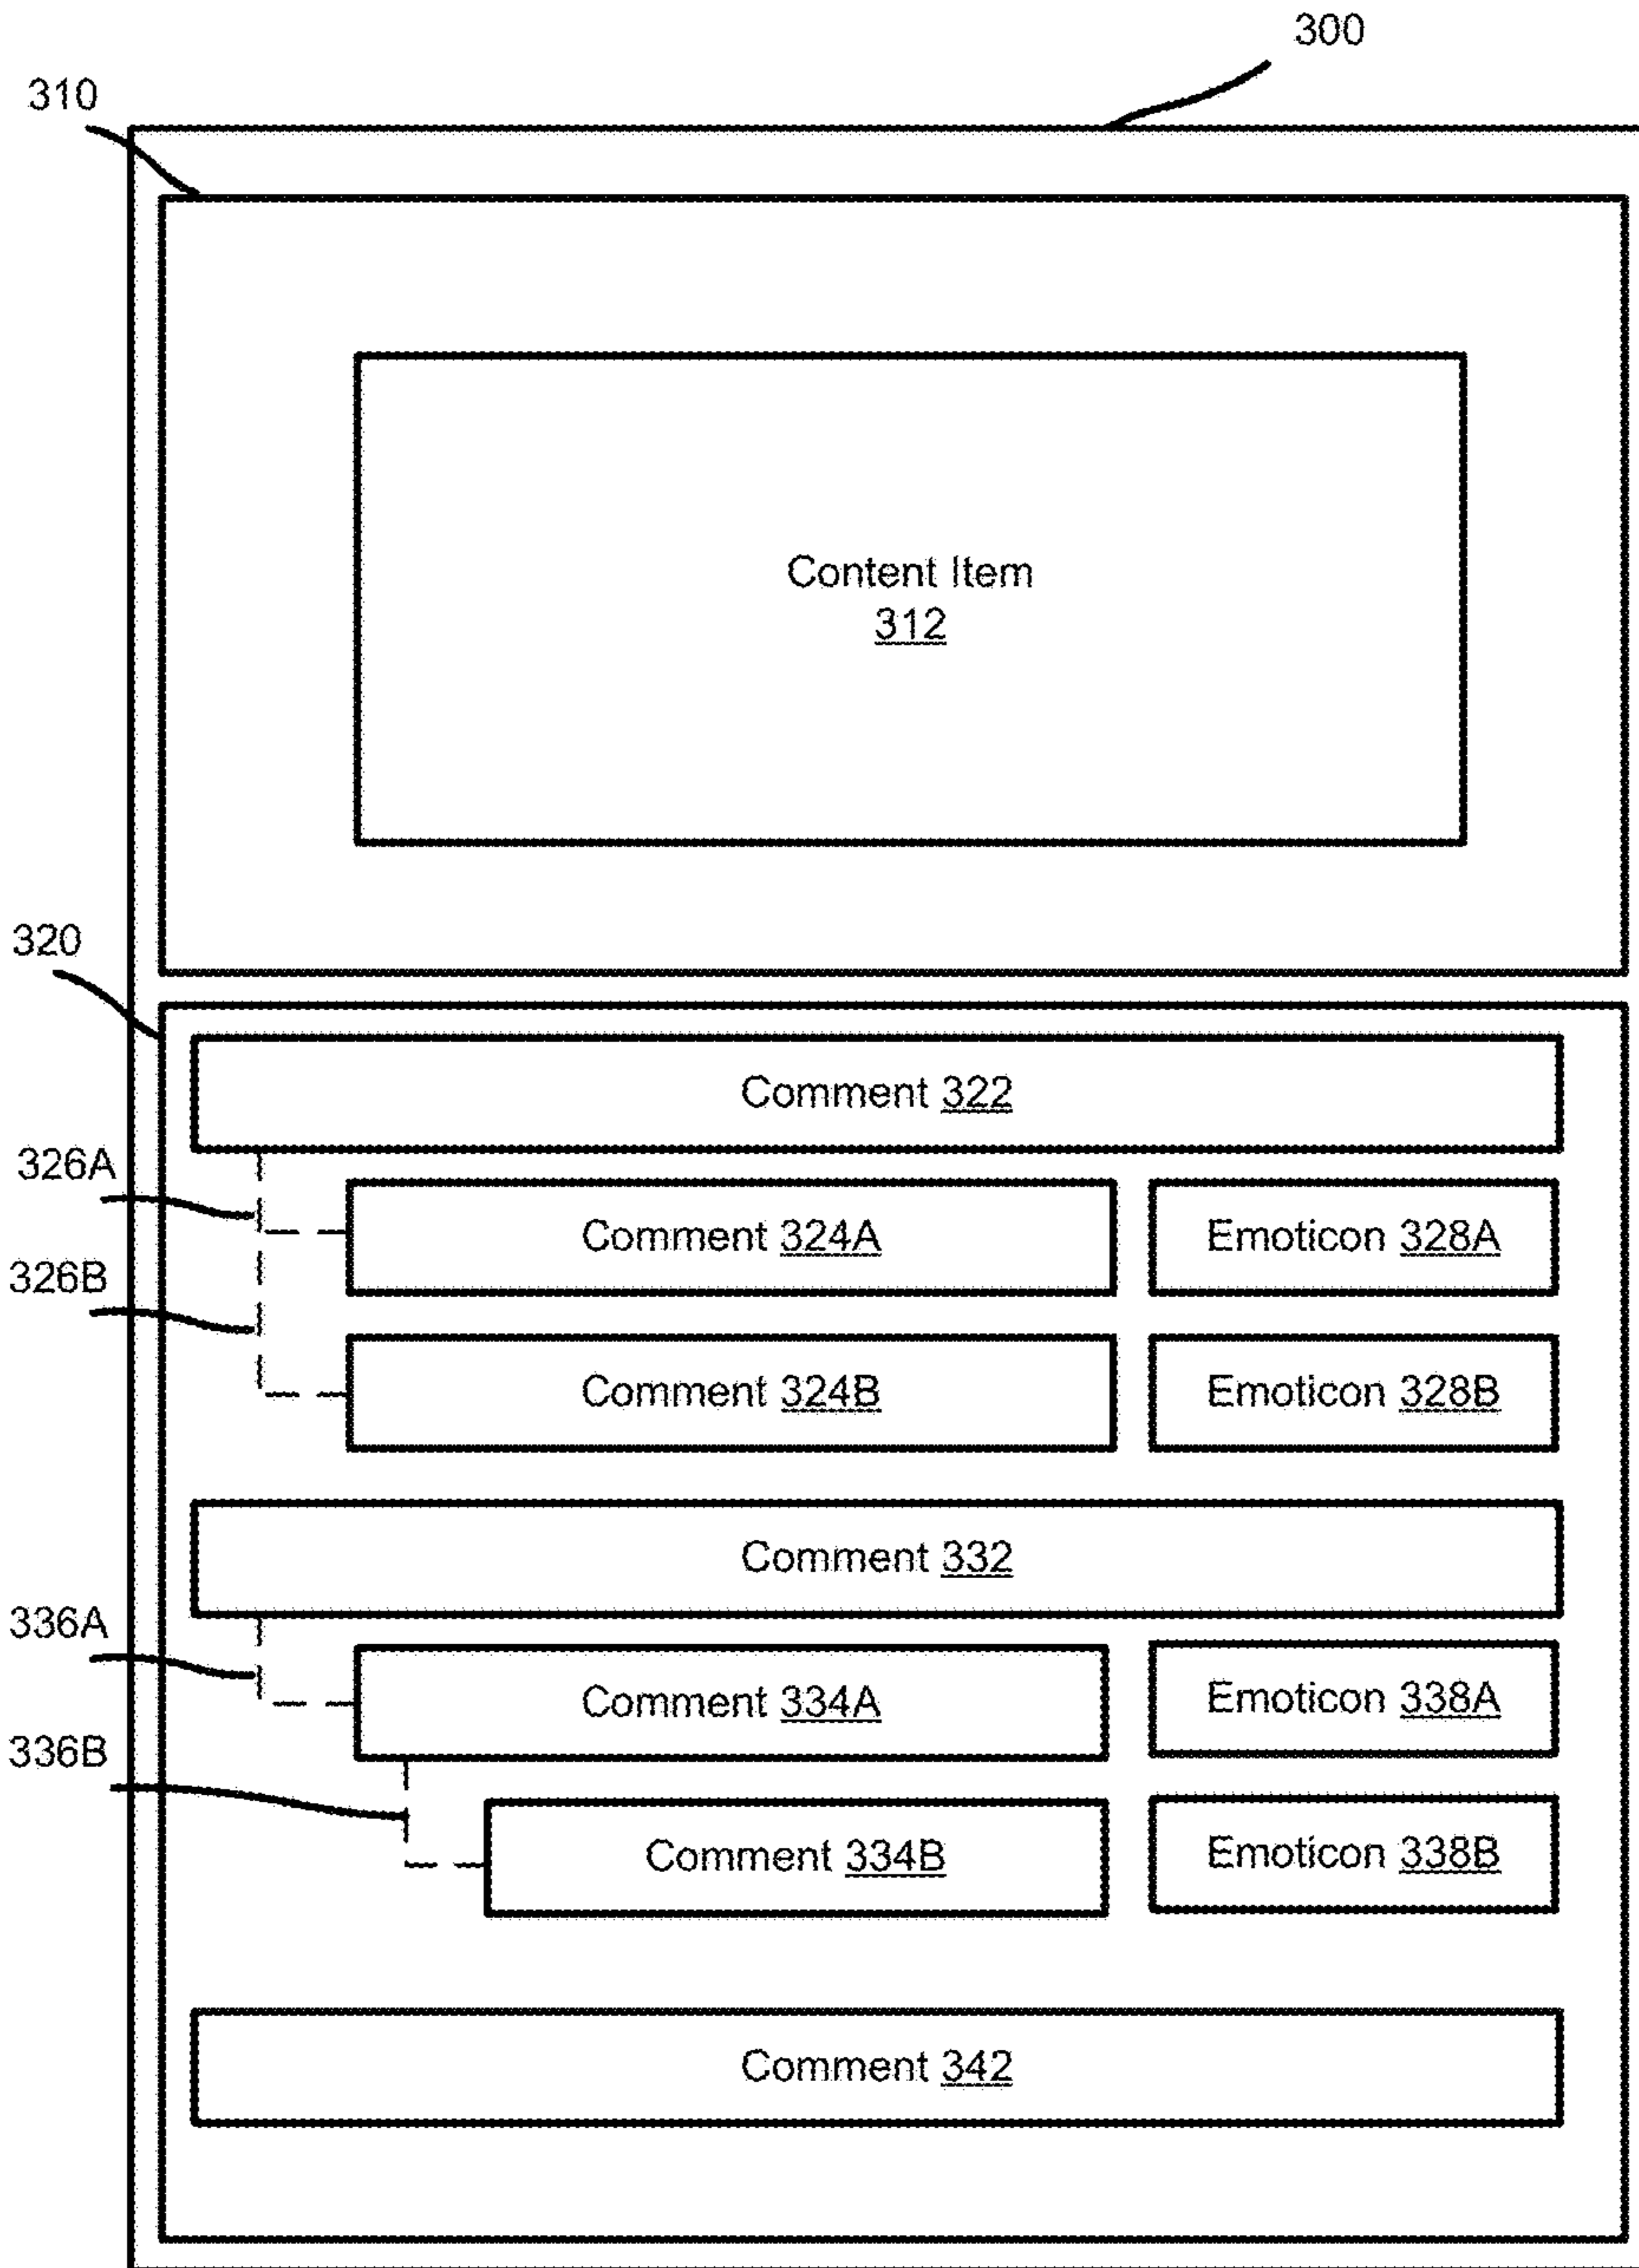 300
310
Content Item
312
320
Comment 322
326A
Comment 324A
Emoticon 328A
326B
Comment 324B
Emoticon 328B
Comment 332
336A
Comment 334A
Emoticon 338A
336B
Comment 334B
Emoticon 338B
Comment 342